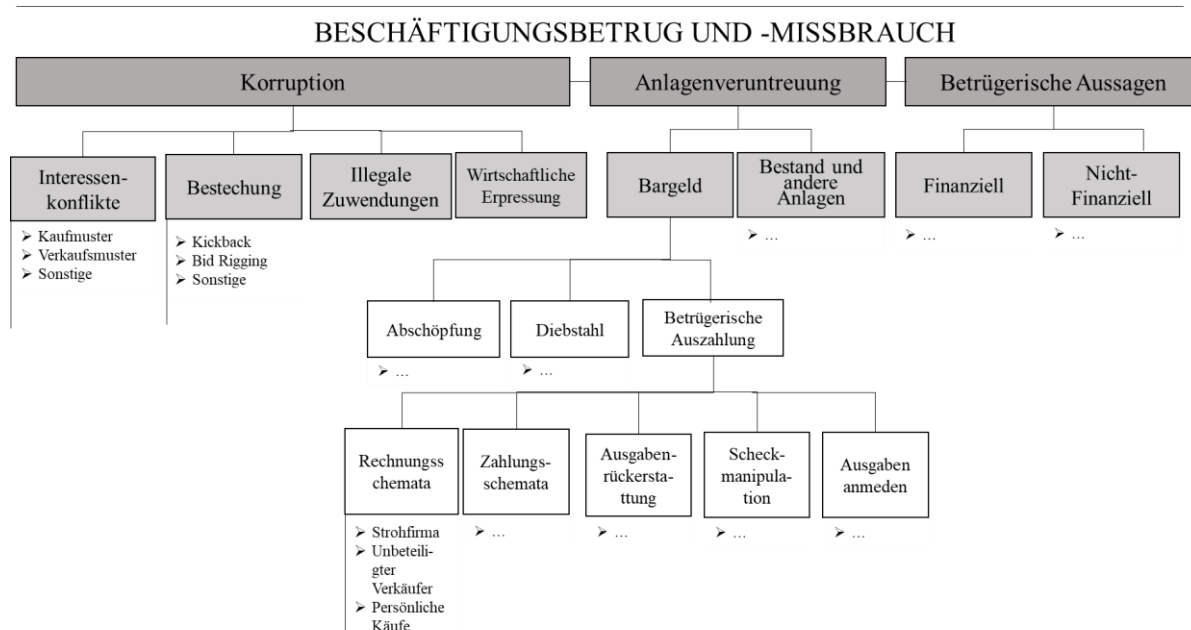 BESCHÄFTIGUNGSBETRUG UND -MISSBRAUCH
Korruption
Anlagenveruntreuung
Betrügerische Aussagen
Interessen-
konflikte
Bestechung
Illegale
Zuwendungen
Wirtschaftliche
Erpressung
Bargeld
Bestand und
andere
Anlagen
Finanziell
Nicht-
Finanziell
➢ Kaufmuster
➢ Verkaufsmuster
➢ Sonstige
➢ Kickback
➢ Bid Rigging
➢ Sonstige
➢ …
➢ …
➢ …
Abschöpfung
Diebstahl
Betrügerische
Auszahlung
➢ …
➢ …
Rechnungss
chemata
Zahlungs-
schemata
Ausgaben-
rückersta-
ttung
Scheck-
manipula-
tion
Ausgaben
anmeden
➢ Strohfirma
➢ Unbeteili-
gter
Verkäufer
➢ Persönliche
Käufe
➢ …
➢ …
➢ …
➢ …